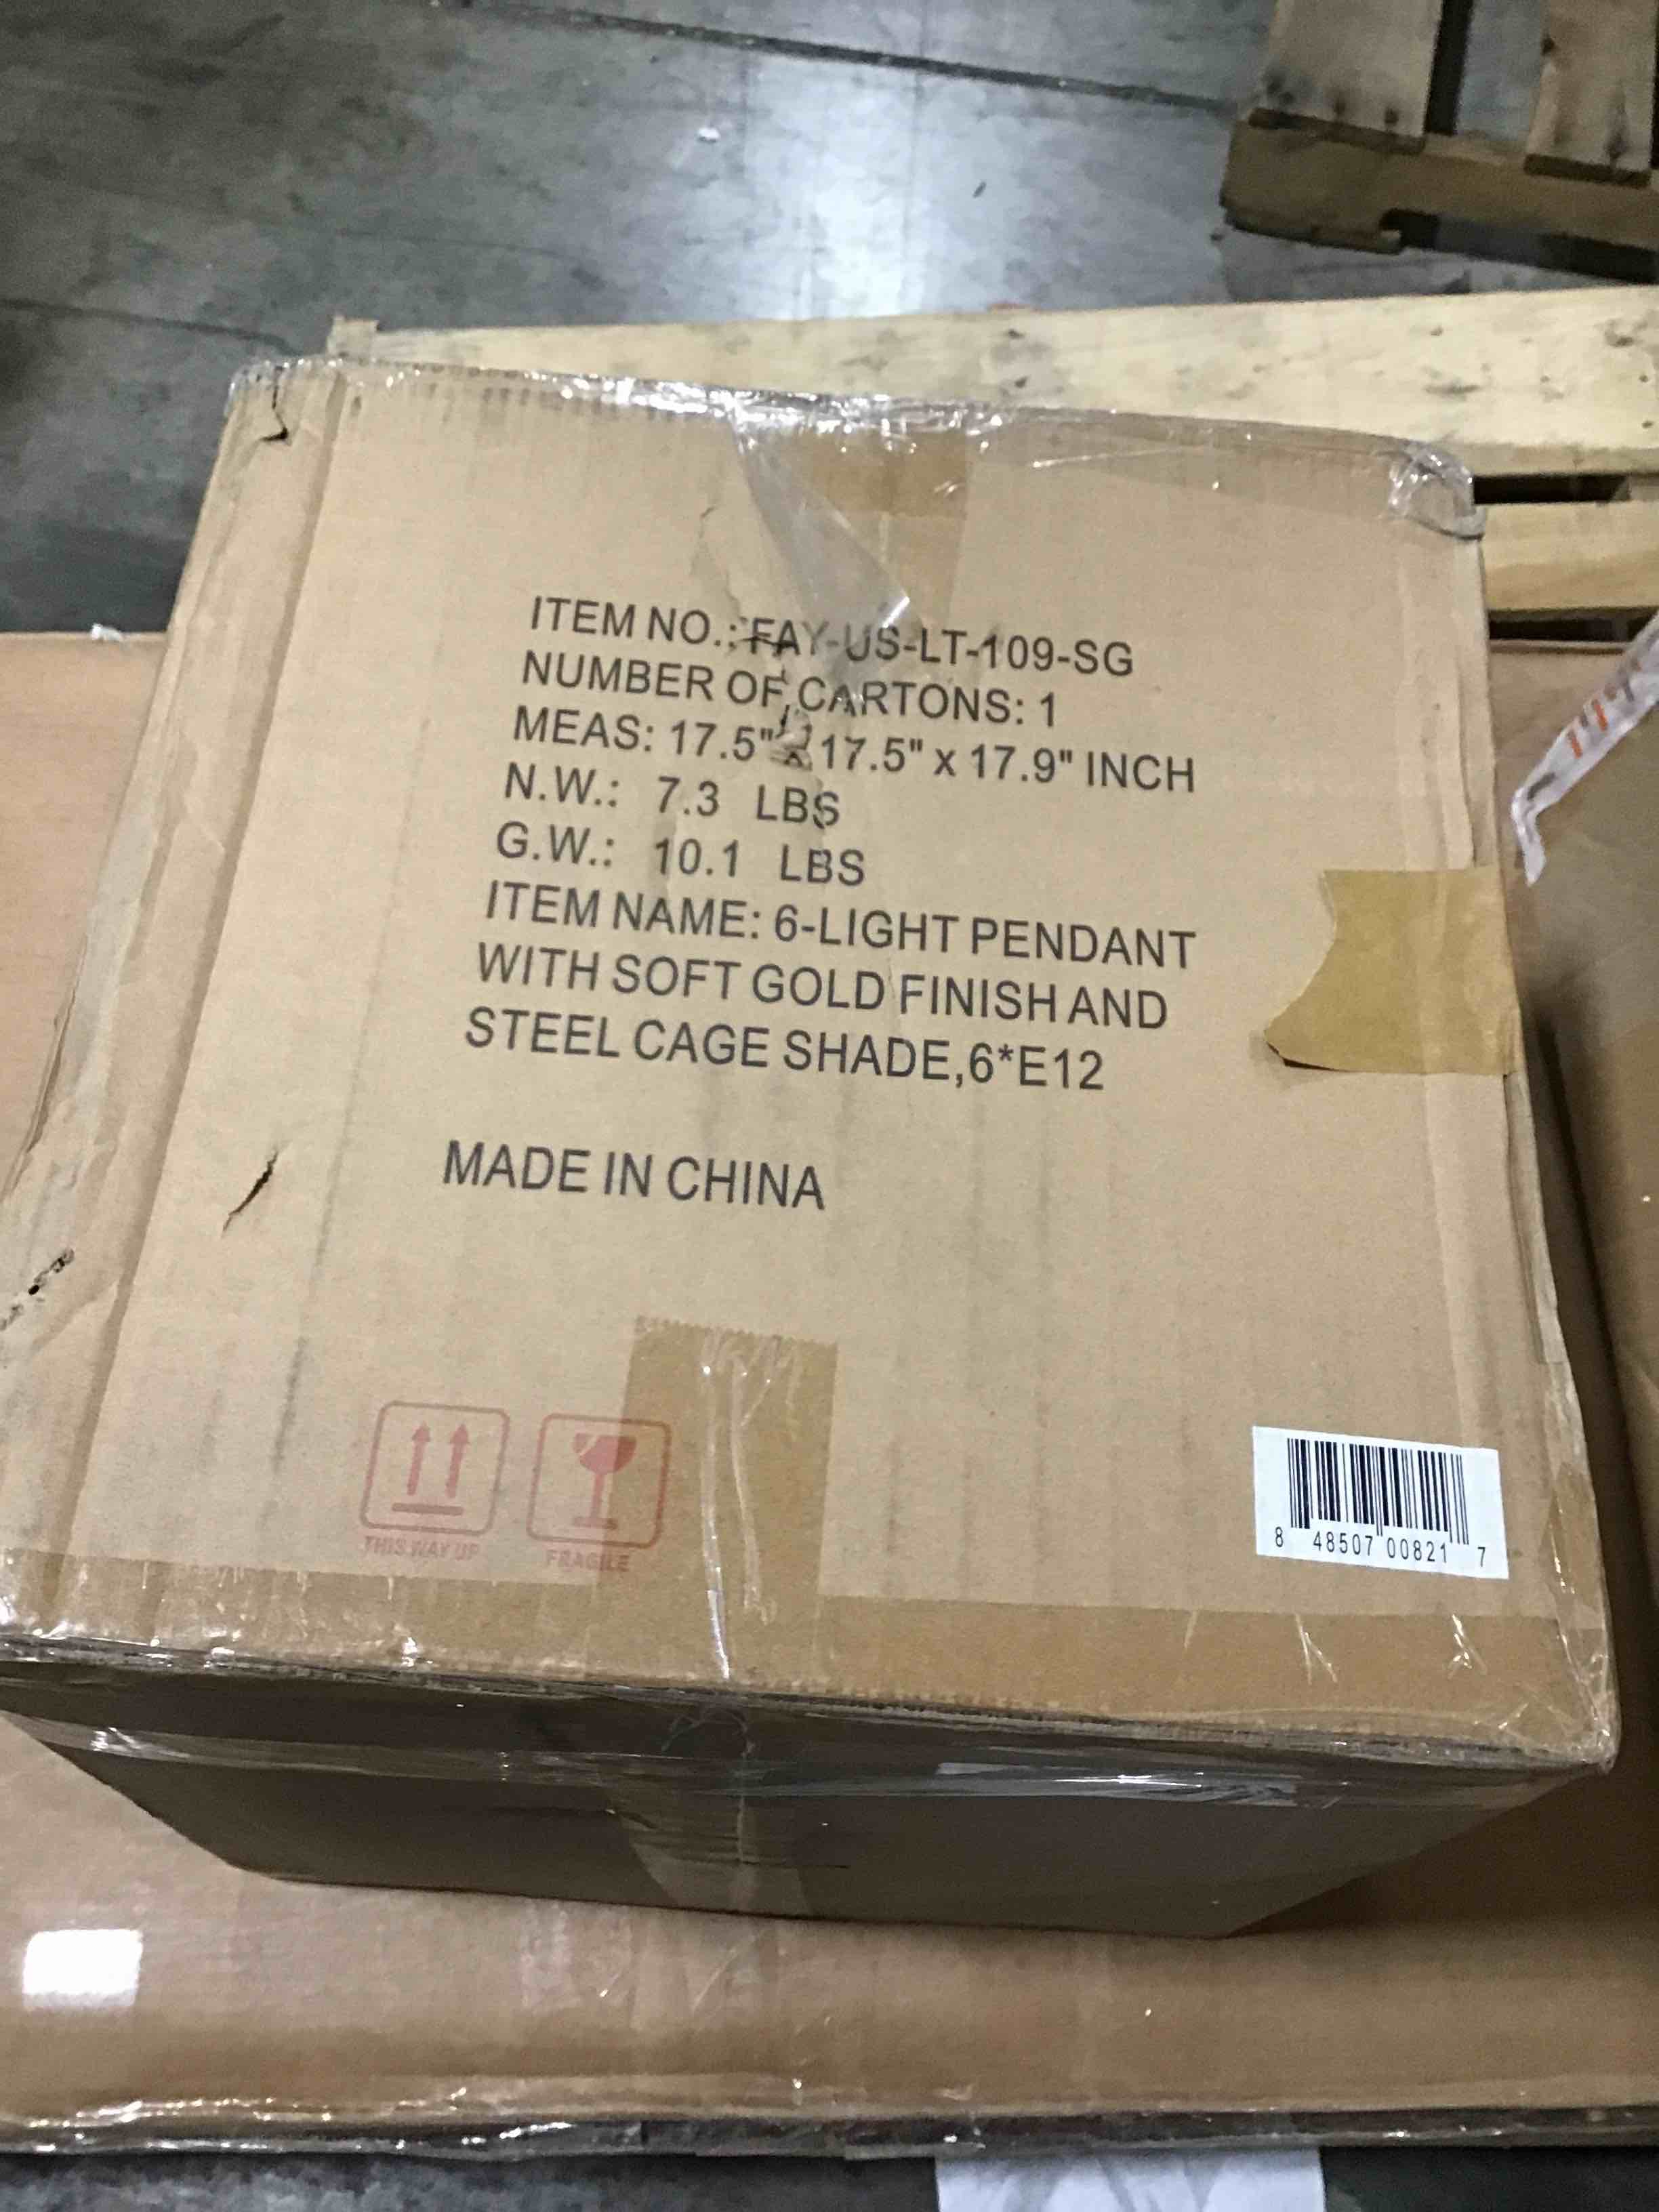 ITEM NO.: FAY-US-LT-109-SG
NUMBER OF CARTONS: 1
MEAS: 17.5" x 17.5" x 17.9" INCH
N.W.: 7.3 LBS
G.W.: 10.1 LBS
ITEM NAME: 6-LIGHT PENDANT
WITH SOFT GOLD FINISH AND
STEEL CAGE SHADE,6*E12
MADE IN CHINA
THIS WAY UP
FRAGILE
8 48507 00821 7